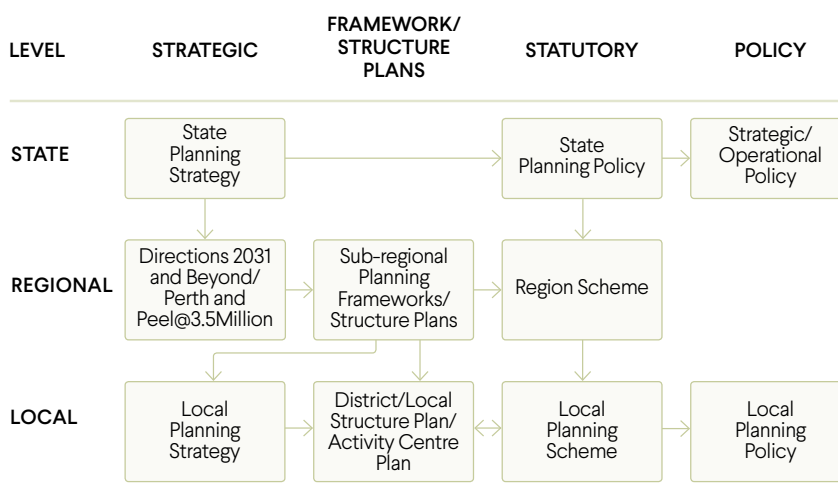 LEVEL
STRATEGIC
FRAMEWORK/
STRUCTURE
PLANS
STATUTORY
POLICY
STATE
State
Planning
Strategy
State
Planning Policy
Strategic/
Operational
Policy
REGIONAL
Directions 2031
and Beyond/
Perth and
Peel@3.5Million
Sub-regional
Planning
Frameworks/
Structure Plans
Region Scheme
LOCAL
Local
Planning
Strategy
District/Local
Structure Plan/
Activity Centre
Plan
Local
Planning
Scheme
Local
Planning
Policy